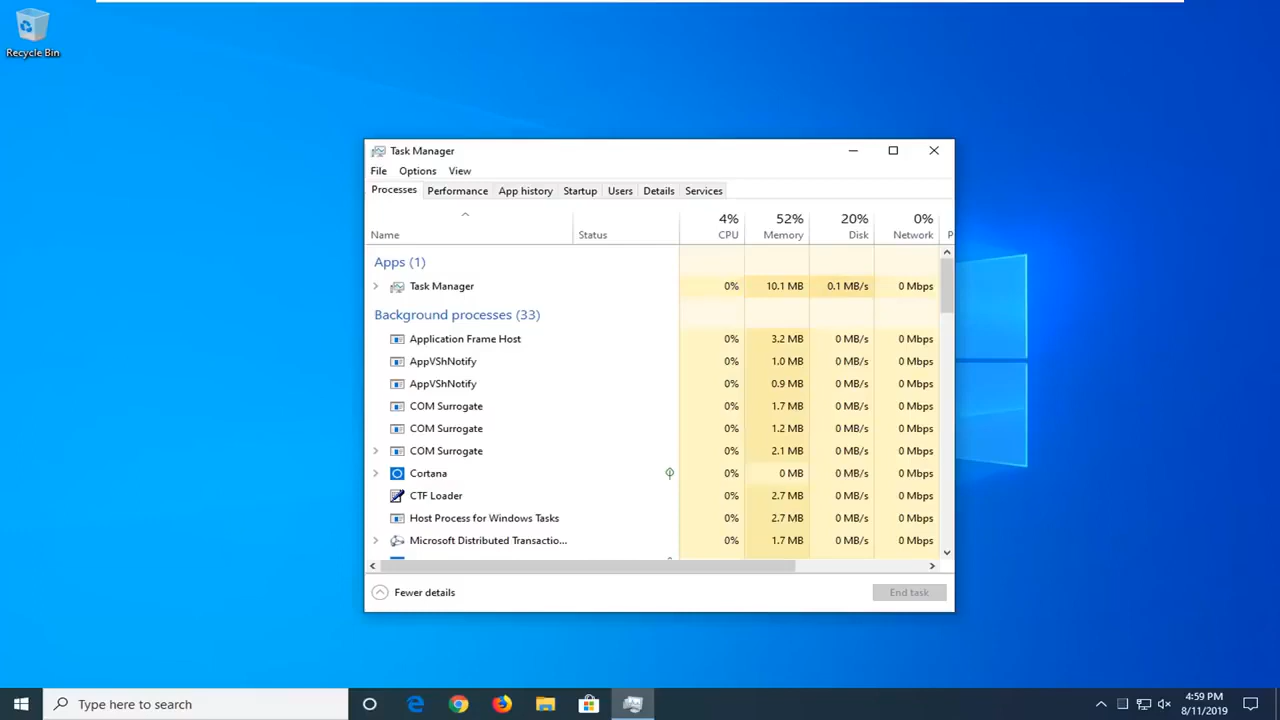 Recycle Bin
Task Manager
File Options View
Processes Performance App history Startup Users Details Services
4% 52% 20% 0%
Name Status CPU Memory Disk Network P
Apps (1)
Task Manager 0% 10.1 MB 0.1 MB/s 0 Mbps
Background processes (33)
Application Frame Host 0% 3.2 MB 0 MB/s 0 Mbps
AppVShNotify 0% 1.0 MB 0 MB/s 0 Mbps
AppVShNotify 0% 0.9 MB 0 MB/s 0 Mbps
COM Surrogate 0% 1.7 MB 0 MB/s 0 Mbps
COM Surrogate 0% 1.2 MB 0 MB/s 0 Mbps
COM Surrogate 0% 2.1 MB 0 MB/s 0 Mbps
Cortana 0% 0 MB 0 MB/s 0 Mbps
CTF Loader 0% 2.7 MB 0 MB/s 0 Mbps
Host Process for Windows Tasks 0% 2.7 MB 0 MB/s 0 Mbps
Microsoft Distributed Transactio... 0% 1.7 MB 0 MB/s 0 Mbps
Fewer details End task
Type here to search
4:59 PM
8/11/2019